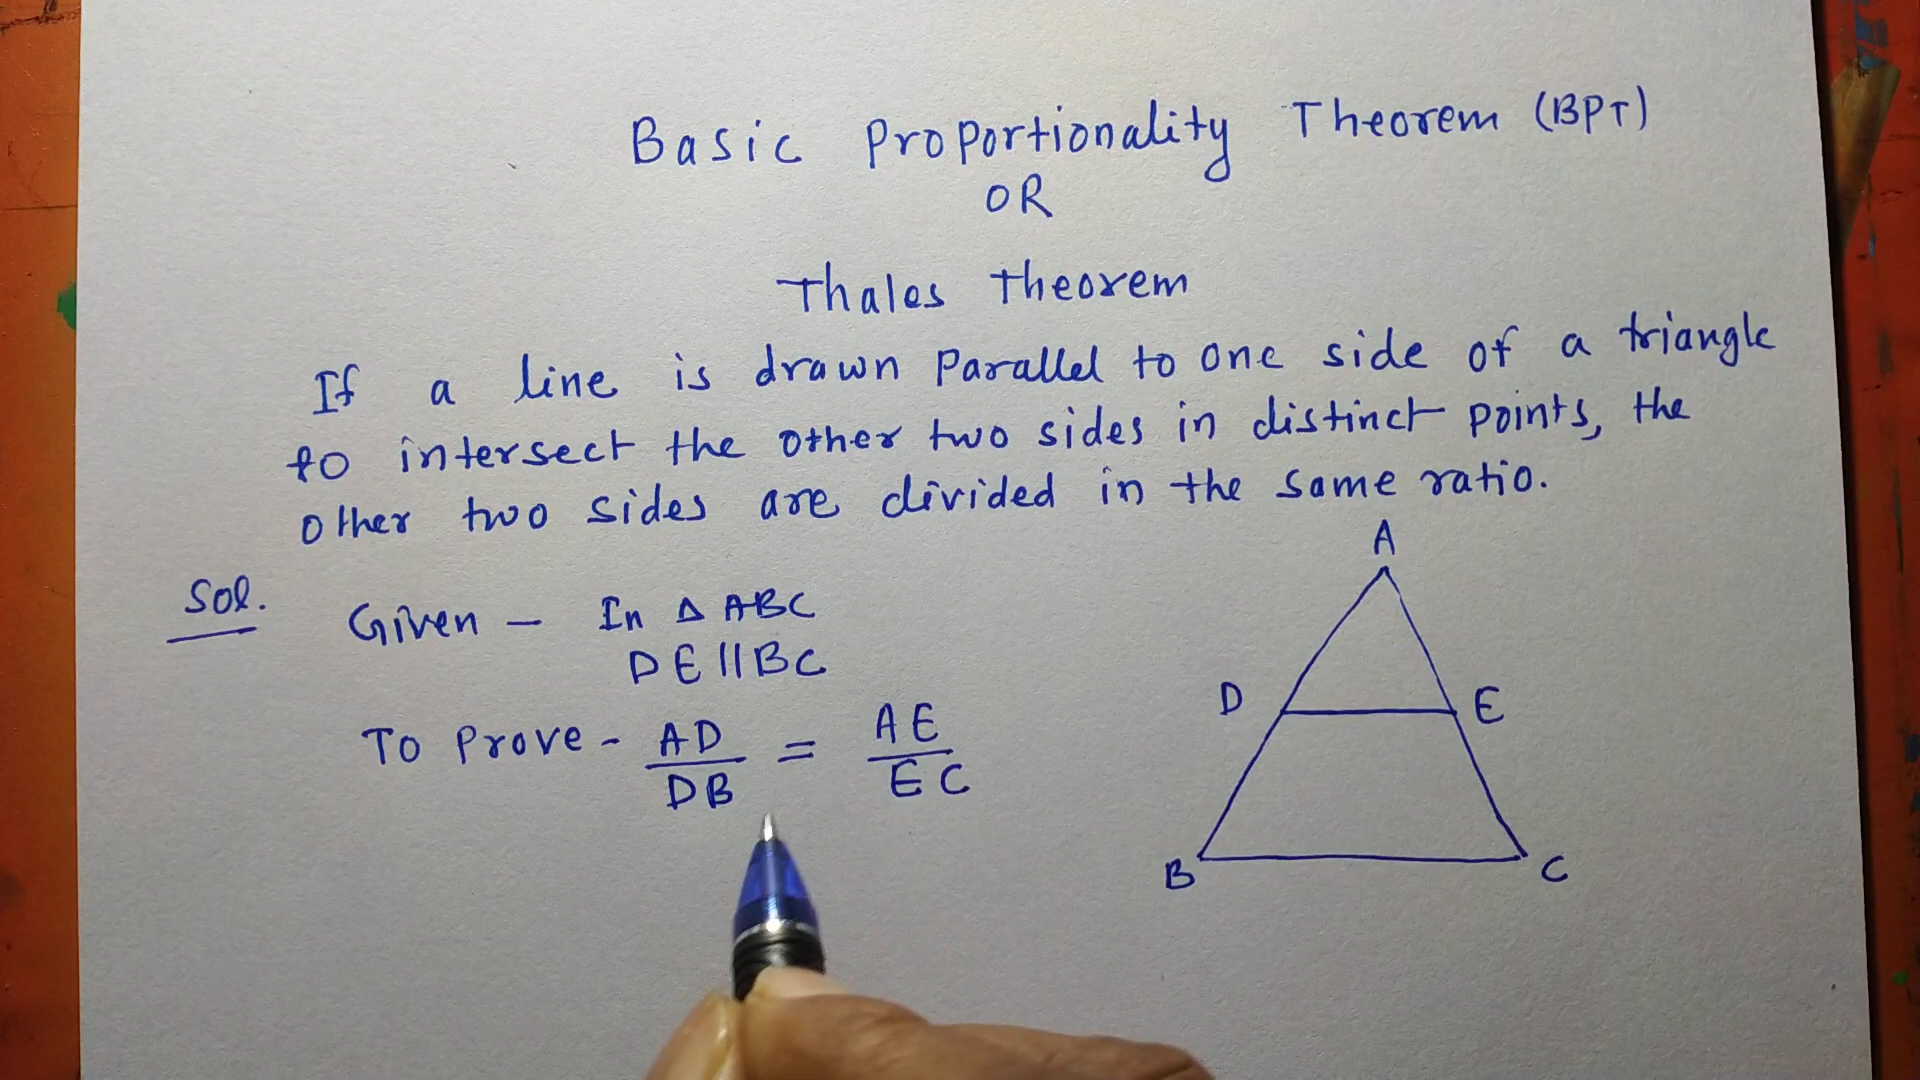 Basic Proportionality Theorem (BPT)
OR
Thales Theorem
If a line is drawn Parallel to one side of a triangle
to intersect the other two sides in distinct points, the
other two sides are divided in the same ratio.
Sol. Given – In Δ ABC
DE||BC
To Prove - AD/DB = AE/EC
A
D E
B C